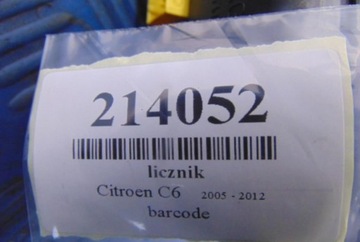 214052
licznik
Citroen C6 2005 - 2012
barcode